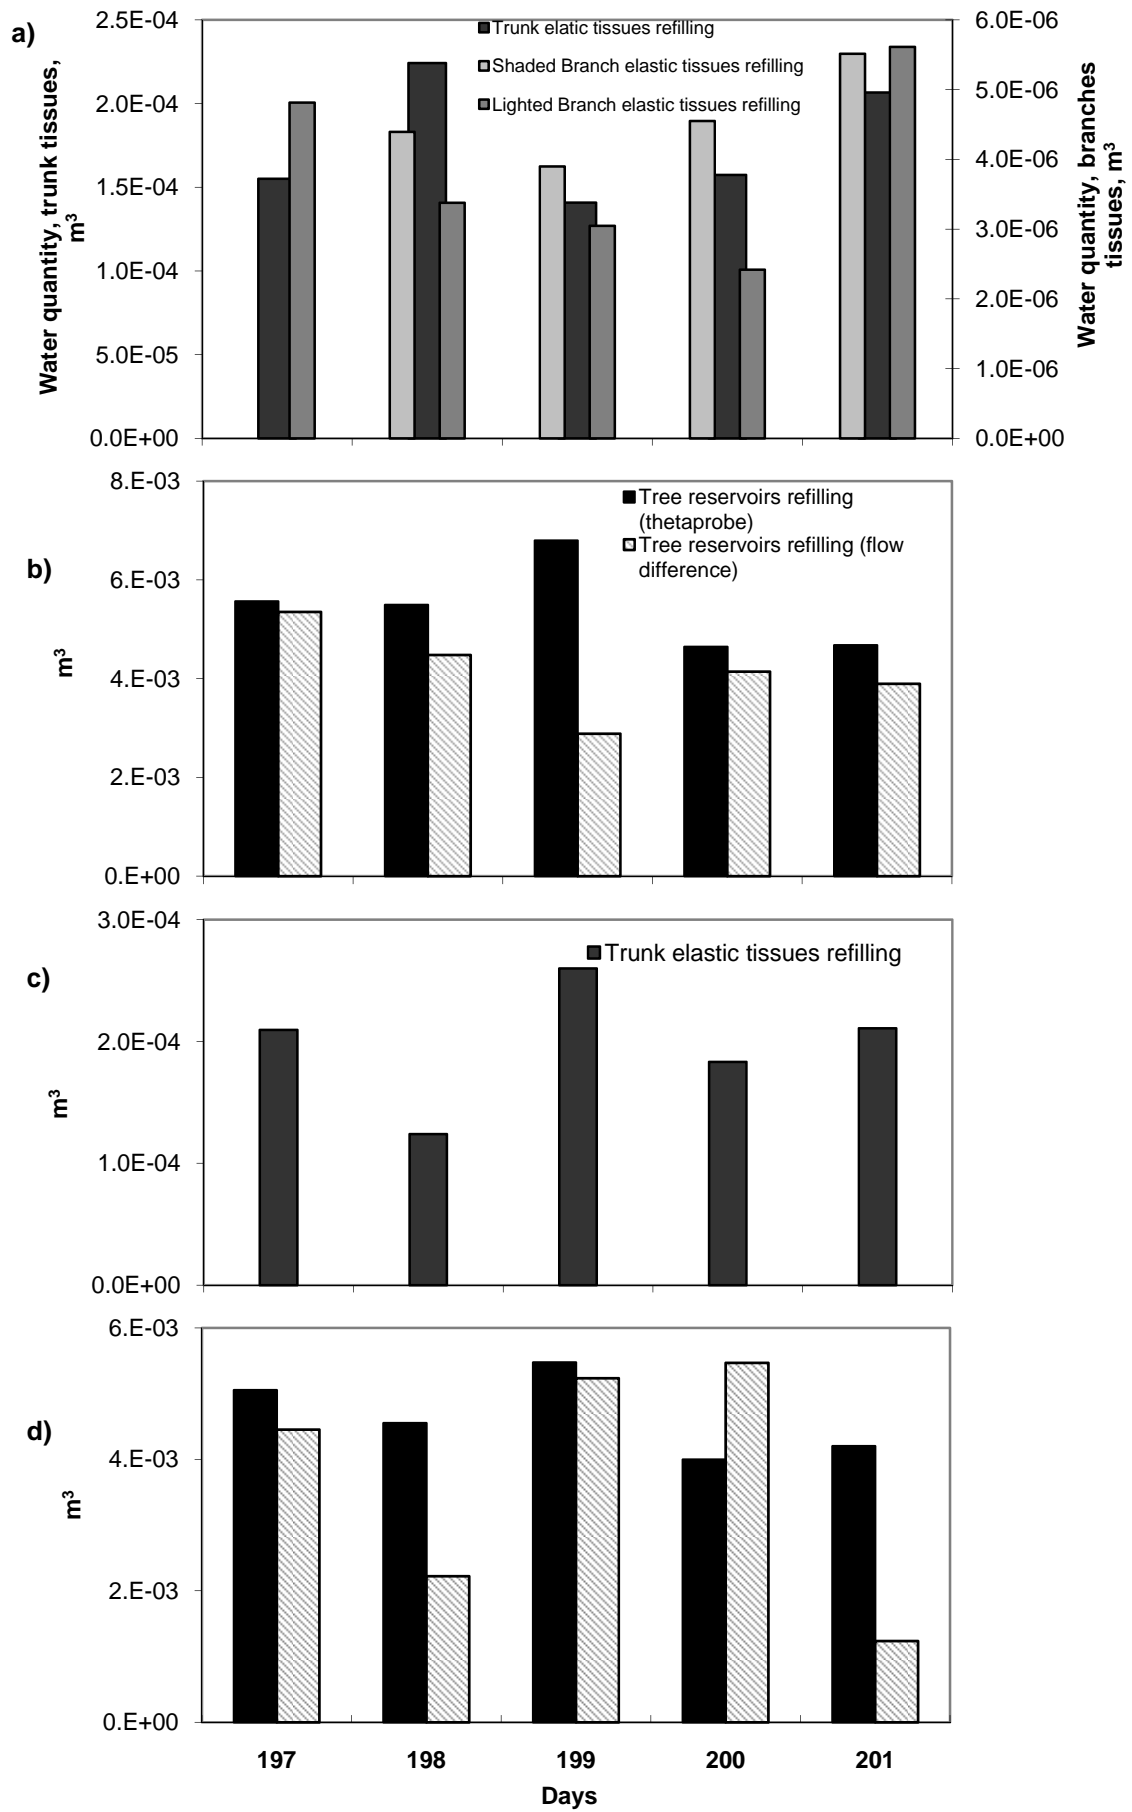 a)
Water quantity, trunk tissues,
m³
2.5E-04
2.0E-04
1.5E-04
1.0E-04
5.0E-05
0.0E+00
Trunk elatic tissues refilling
Shaded Branch elastic tissues refilling
Lighted Branch elastic tissues refilling
6.0E-06
5.0E-06
4.0E-06
3.0E-06
2.0E-06
1.0E-06
0.0E+00
Water quantity, branches
tissues, m³
b)
m³
8.E-03
6.E-03
4.E-03
2.E-03
0.E+00
Tree reservoirs refilling
(thetaprobe)
Tree reservoirs refilling (flow
difference)
c)
m³
3.0E-04
2.0E-04
1.0E-04
0.0E+00
Trunk elastic tissues refilling
d)
m³
6.E-03
4.E-03
2.E-03
0.E+00
197 198 199 200 201
Days